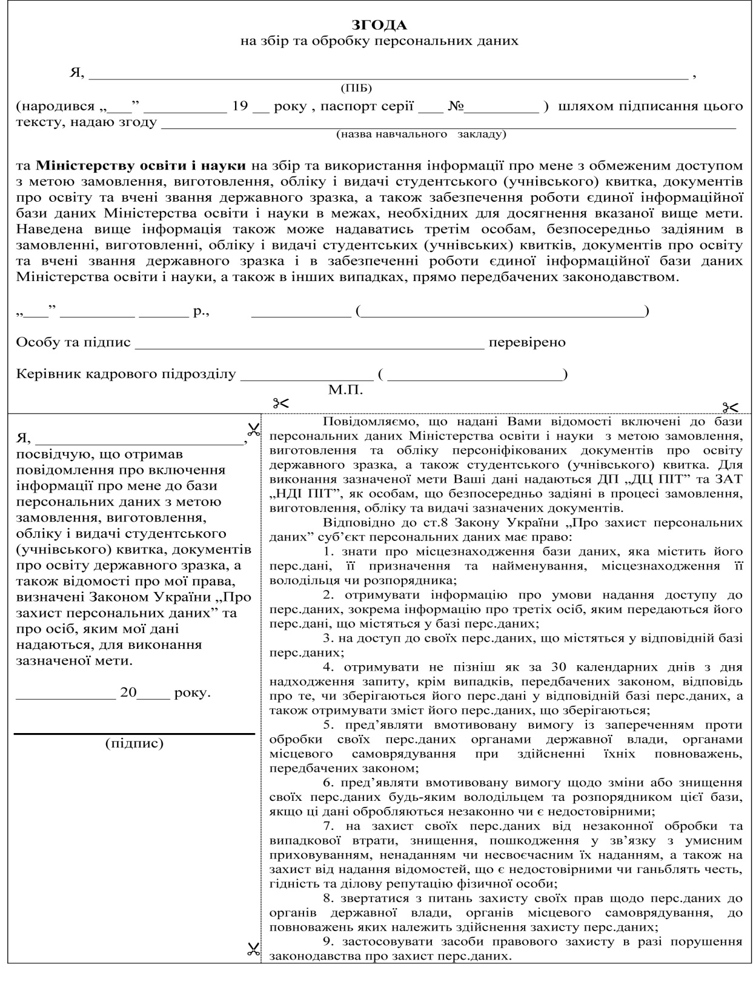 ЗГОДА
на збір та обробку персональних даних
Я, ________________________________________________________________________ ,
(ПІБ)
(народився „___” __________ 19 __ року , паспорт серії ___ №_________ ) шляхом підписання цього
тексту, надаю згоду _____________________________________________________________________
(назва навчального закладу)
та Міністерству освіти і науки на збір та використання інформації про мене з обмеженим доступом
з метою замовлення, виготовлення, обліку і видачі студентського (учнівського) квитка, документів
про освіту та вчені звання державного зразка, а також забезпечення роботи єдиної інформаційної
бази даних Міністерства освіти і науки в межах, необхідних для досягнення вказаної вище мети.
Наведена вище інформація також може надаватись третім особам, безпосередньо задіяним в
замовленні, виготовленні, обліку і видачі студентських (учнівських) квитків, документів про освіту
та вчені звання державного зразка і в забезпеченні роботи єдиної інформаційної бази даних
Міністерства освіти і науки, а також в інших випадках, прямо передбачених законодавством.
„___” _________ ______ р., ____________ (__________________________________)
Особу та підпис __________________________________________ перевірено
Керівник кадрового підрозділу ________________ ( _____________________)
М.П.
Я, _________________________,
посвідчую, що отримав
повідомлення про включення
інформації про мене до бази
персональних даних з метою
замовлення, виготовлення,
обліку і видачі студентського
(учнівського) квитка, документів
про освіту державного зразка, а
також відомості про мої права,
визначені Законом України „Про
захист персональних даних” та
про осіб, яким мої дані
надаються, для виконання
зазначеної мети.
____________ 20____ року.
(підпис)
Повідомляємо, що надані Вами відомості включені до бази
персональних даних Міністерства освіти і науки з метою замовлення,
виготовлення та обліку персоніфікованих документів про освіту
державного зразка, а також студентського (учнівського) квитка. Для
виконання зазначеної мети Ваші дані надаються ДП „ДЦ ПІТ” та ЗАТ
„НДІ ПІТ”, як особам, що безпосередньо задіяні в процесі замовлення,
виготовлення, обліку та видачі зазначених документів.
Відповідно до ст.8 Закону України „Про захист персональних
даних” суб’єкт персональних даних має право:
1. знати про місцезнаходження бази даних, яка містить його
перс.дані, її призначення та найменування, місцезнаходження її
володільця чи розпорядника;
2. отримувати інформацію про умови надання доступу до
перс.даних, зокрема інформацію про третіх осіб, яким передаються його
перс.дані, що містяться у базі перс.даних;
3. на доступ до своїх перс.даних, що містяться у відповідній базі
перс.даних;
4. отримувати не пізніш як за 30 календарних днів з дня
надходження запиту, крім випадків, передбачених законом, відповідь
про те, чи зберігаються його перс.дані у відповідній базі перс.даних, а
також отримувати зміст його перс.даних, що зберігаються;
5. пред’являти вмотивовану вимогу із запереченням проти
обробки своїх перс.даних органами державної влади, органами
місцевого самоврядування при здійсненні їхніх повноважень,
передбачених законом;
6. пред’являти вмотивовану вимогу щодо зміни або знищення
своїх перс.даних будь-яким володільцем та розпорядником цієї бази,
якщо ці дані обробляються незаконно чи є недостовірними;
7. на захист своїх перс.даних від незаконної обробки та
випадкової втрати, знищення, пошкодження у зв’язку з умисним
приховуванням, ненаданням чи несвоєчасним їх наданням, а також на
захист від надання відомостей, що є недостовірними чи ганьблять честь,
гідність та ділову репутацію фізичної особи;
8. звертатися з питань захисту своїх прав щодо перс.даних до
органів державної влади, органів місцевого самоврядування, до
повноважень яких належить здійснення захисту перс.даних;
9. застосовувати засоби правового захисту в разі порушення
законодавства про захист перс.даних.